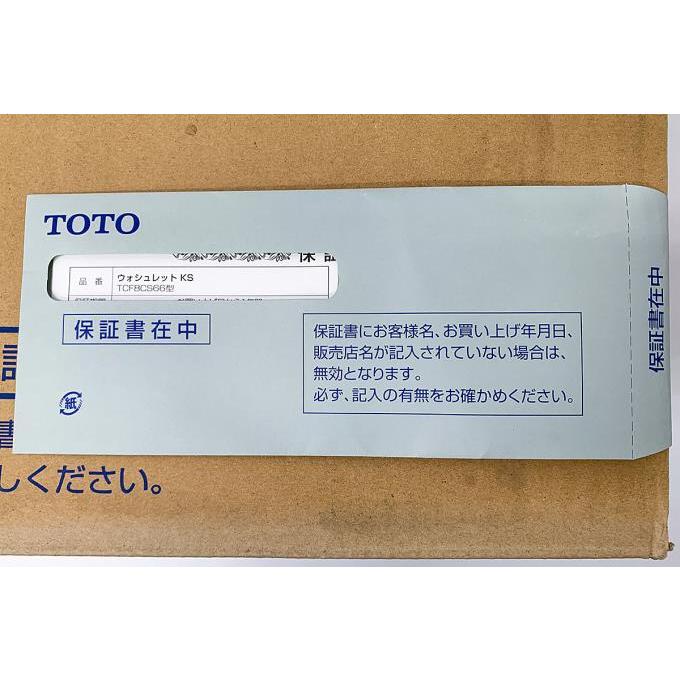 TOTO
保証
品番 ウォシュレット KS
TCF8CS66型
保証書在中
保証書にお客様名、お買い上げ年月日、
販売店名が記入されていない場合は、
無効となります。
必ず、記入の有無をお確かめください。
紙
保証書在中
書
しください。